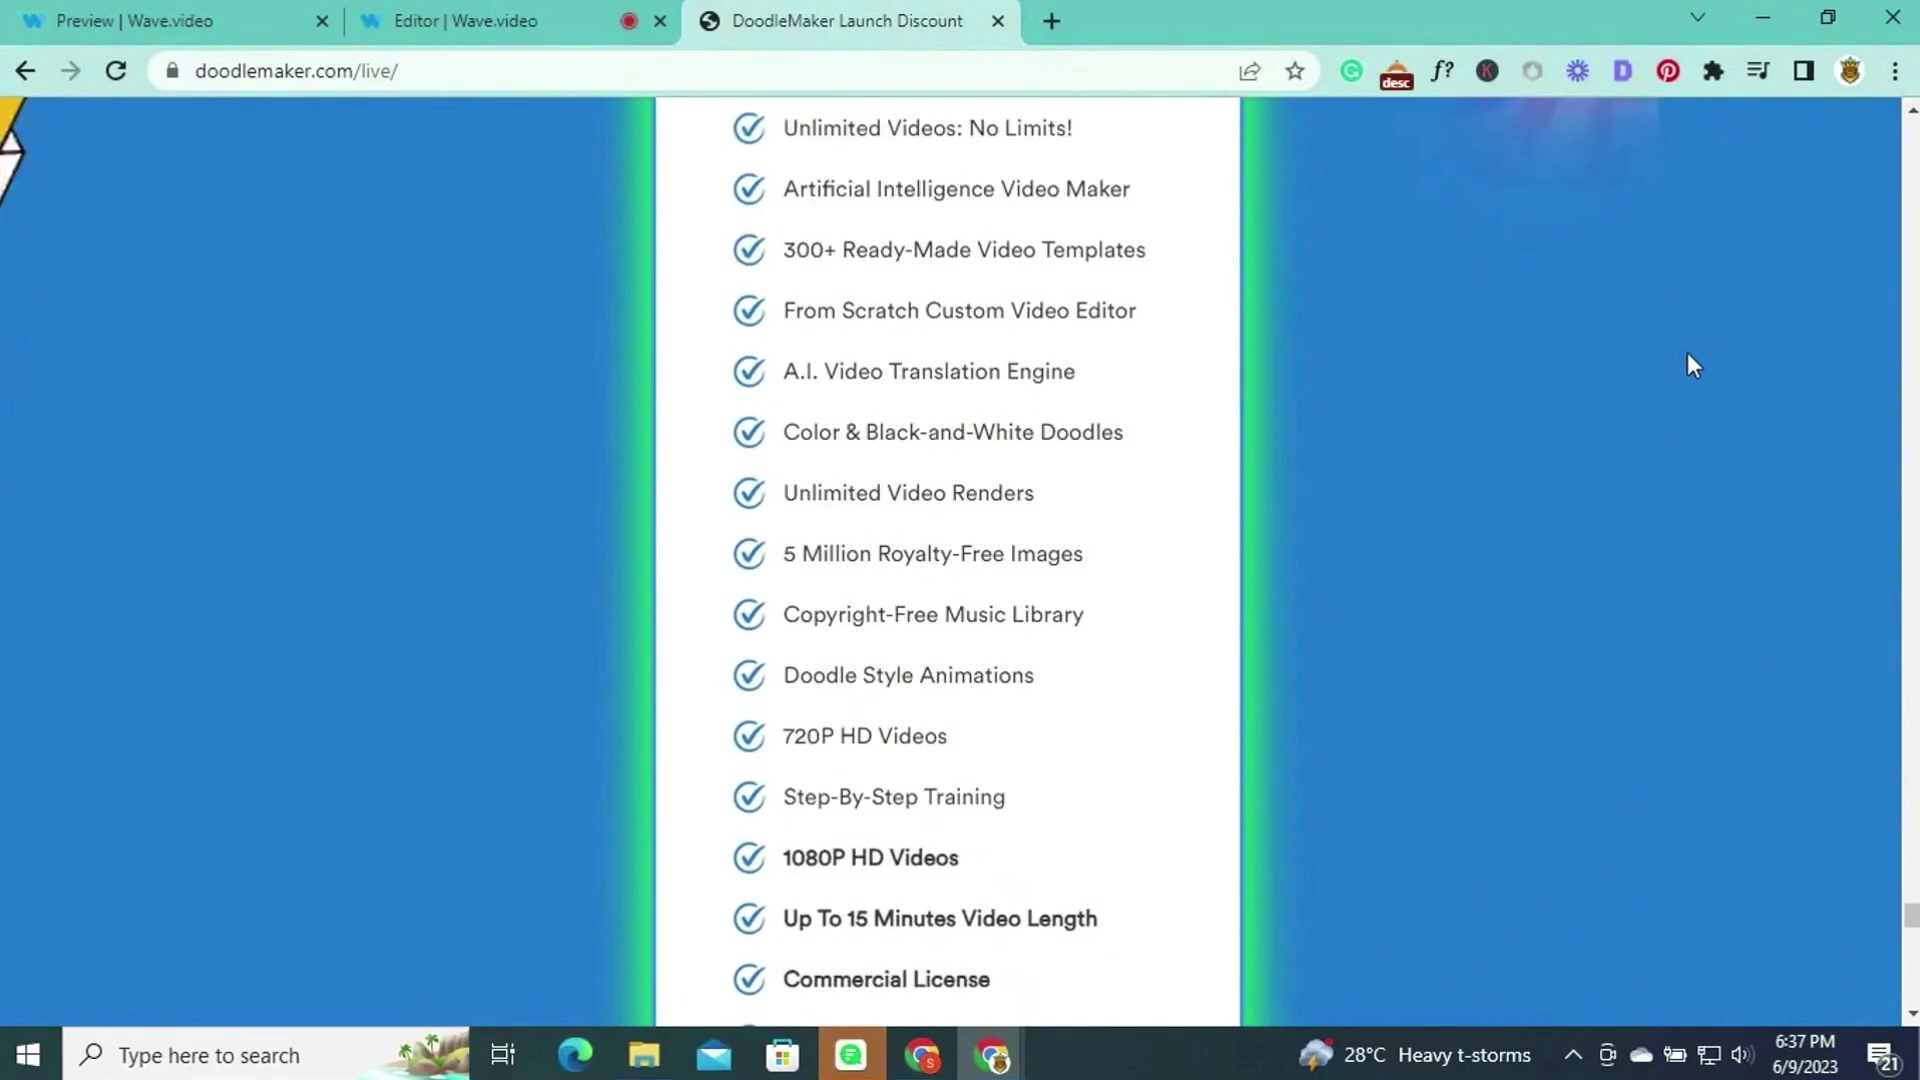 Preview | Wave.video
Editor | Wave.video
DoodleMaker Launch Discount
doodlemaker.com/live/
desc
f?
K
D
Unlimited Videos: No Limits!
Artificial Intelligence Video Maker
300+ Ready-Made Video Templates
From Scratch Custom Video Editor
A.I. Video Translation Engine
Color & Black-and-White Doodles
Unlimited Video Renders
5 Million Royalty-Free Images
Copyright-Free Music Library
Doodle Style Animations
720P HD Videos
Step-By-Step Training
1080P HD Videos
Up To 15 Minutes Video Length
Commercial License
Type here to search
S
28°C Heavy t-storms
6:37 PM
6/9/2023
21